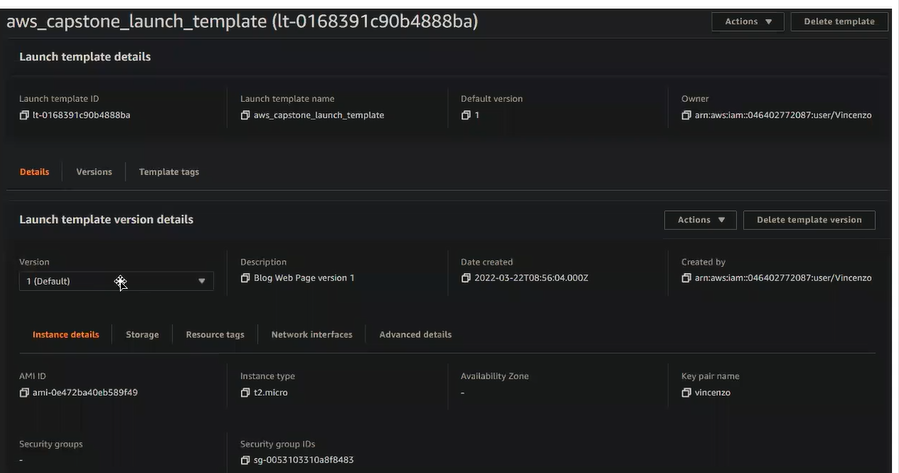 aws_capstone_launch_template (lt-0168391c90b4888ba)
Actions
Delete template
Launch template details
Launch template ID
Launch template name
Default version
Owner
lt-0168391c90b4888ba
aws_capstone_launch_template
1
arn:aws:iam::046402772087:user/Vincenzo
Details
Versions
Template tags
Launch template version details
Actions
Delete template version
Version
Description
Date created
Created by
1 (Default)
Blog Web Page version 1
2022-03-22T08:56:04.000Z
arn:aws:iam::046402772087:user/Vincenzo
Instance details
Storage
Resource tags
Network interfaces
Advanced details
AMI ID
Instance type
Availability Zone
Key pair name
ami-0e472ba40eb589f49
t2.micro
-
vincenzo
Security groups
Security group IDs
-
sg-0053103310a8f8483